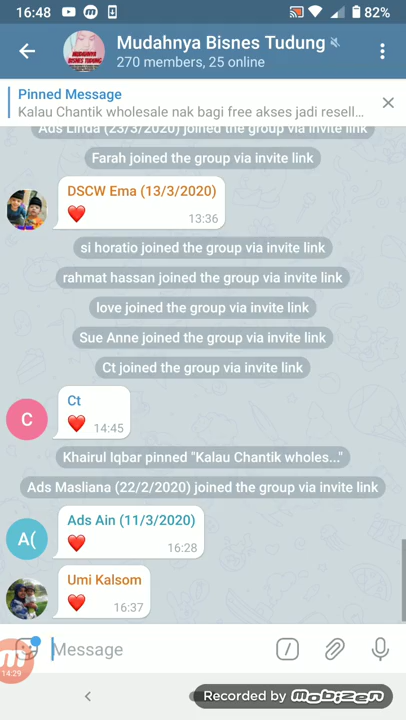 16:48
82%
Mudahnya Bisnes Tudung
270 members, 25 online
Pinned Message
Kalau Chantik wholesale nak bagi free akses jadi resell...
Ads Linda (23/3/2020) joined the group via invite link
Farah joined the group via invite link
DSCW Ema (13/3/2020)
13:36
si horatio joined the group via invite link
rahmat hassan joined the group via invite link
love joined the group via invite link
Sue Anne joined the group via invite link
Ct joined the group via invite link
C
Ct
14:45
Khairul Iqbar pinned "Kalau Chantik wholes..."
Ads Masliana (22/2/2020) joined the group via invite link
A(
Ads Ain (11/3/2020)
16:28
Umi Kalsom
16:37
Message
14:29
Recorded by mobizen